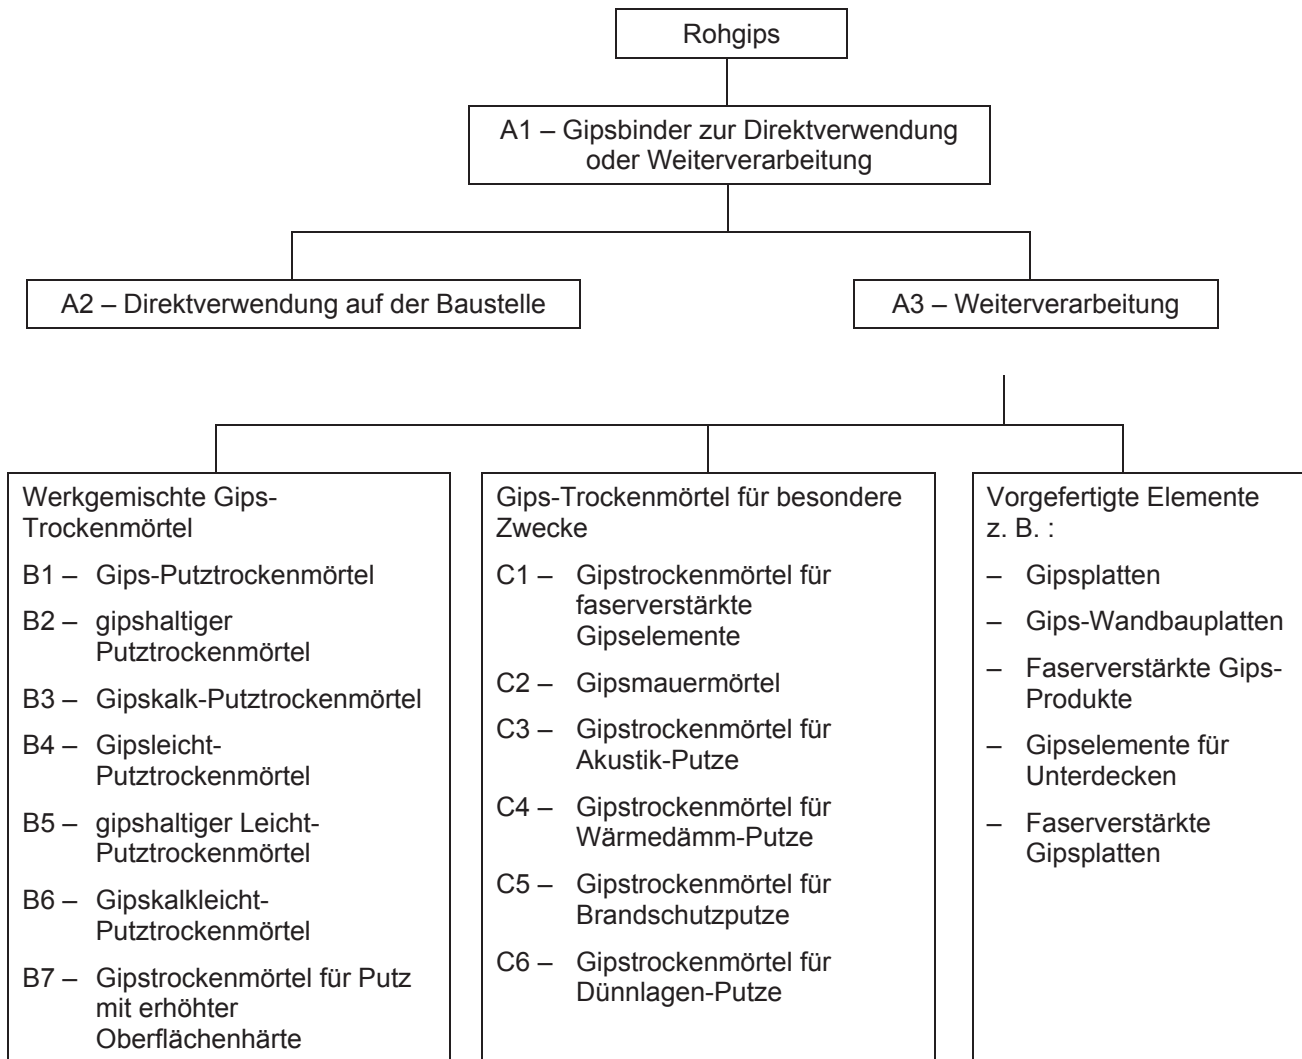 Rohgips
A1 – Gipsbinder zur Direktverwendung
oder Weiterverarbeitung
A2 – Direktverwendung auf der Baustelle
A3 – Weiterverarbeitung
Werkgemischte Gips-
Trockenmörtel
B1 – Gips-Putztrockenmörtel
B2 – gipshaltiger
Putztrockenmörtel
B3 – Gipskalk-Putztrockenmörtel
B4 – Gipsleicht-
Putztrockenmörtel
B5 – gipshaltiger Leicht-
Putztrockenmörtel
B6 – Gipskalkleicht-
Putztrockenmörtel
B7 – Gipstrockenmörtel für Putz
mit erhöhter
Oberflächenhärte
Gips-Trockenmörtel für besondere
Zwecke
C1 – Gipstrockenmörtel für
faserverstärkte
Gipselemente
C2 – Gipsmauermörtel
C3 – Gipstrockenmörtel für
Akustik-Putze
C4 – Gipstrockenmörtel für
Wärmedämm-Putze
C5 – Gipstrockenmörtel für
Brandschutzputze
C6 – Gipstrockenmörtel für
Dünnlagen-Putze
Vorgefertigte Elemente
z. B. :
– Gipsplatten
– Gips-Wandbauplatten
– Faserverstärkte Gips-
Produkte
– Gipselemente für
Unterdecken
– Faserverstärkte
Gipsplatten